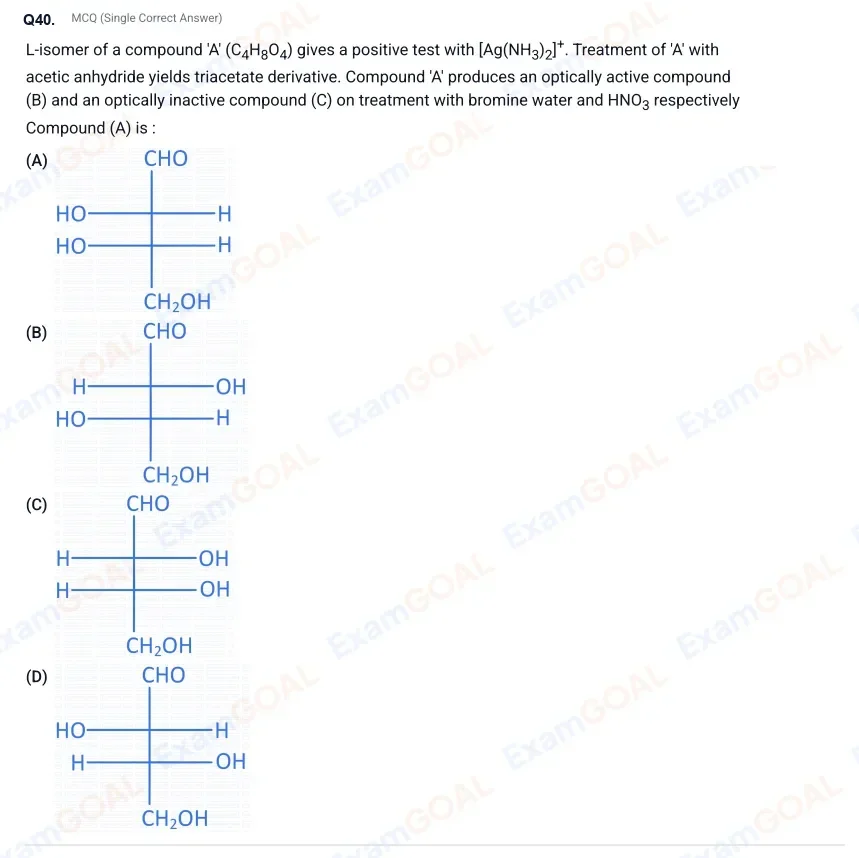 Q40. MCQ (Single Correct Answer)
L-isomer of a compound 'A' (C₄H₈O₄) gives a positive test with [Ag(NH₃)₂]⁺. Treatment of 'A' with
acetic anhydride yields triacetate derivative. Compound 'A' produces an optically active compound
(B) and an optically inactive compound (C) on treatment with bromine water and HNO₃ respectively
Compound (A) is :
(A) CHO
HO H
HO H
CH₂OH
(B) CHO
H OH
HO H
CH₂OH
(C) CHO
H OH
H OH
CH₂OH
(D) CHO
HO H
H OH
CH₂OH